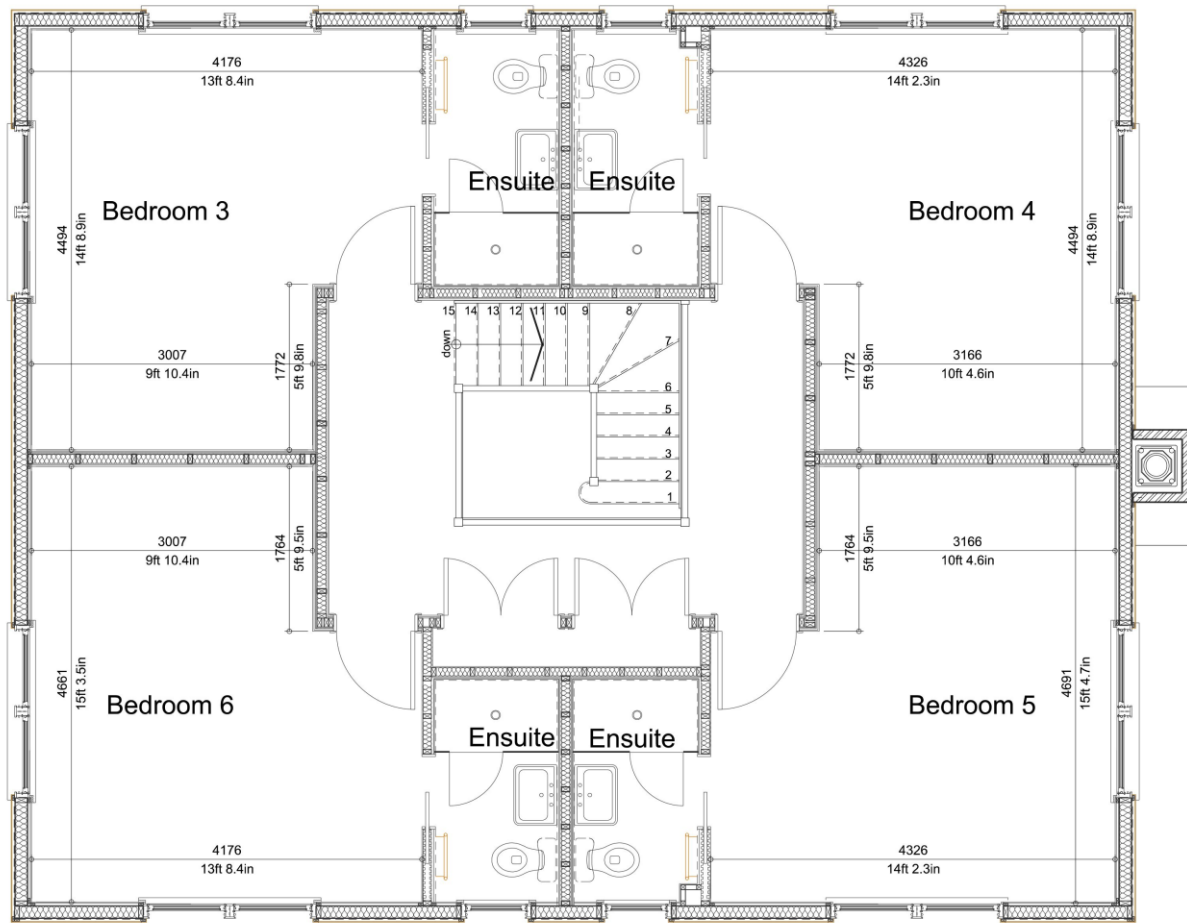 4176
13ft 8.4in
4326
14ft 2.3in
Ensuite
Ensuite
Bedroom 3
Bedroom 4
4494
14ft 8.9in
4494
14ft 8.9in
15
14
13
12
11
10
9
8
7
6
5
4
3
2
1
down
3007
9ft 10.4in
1772
5ft 9.8in
1772
5ft 9.8in
3166
10ft 4.6in
3007
9ft 10.4in
1764
5ft 9.5in
1764
5ft 9.5in
3166
10ft 4.6in
4661
15ft 3.5in
Bedroom 6
4691
15ft 4.7in
Bedroom 5
Ensuite
Ensuite
4176
13ft 8.4in
4326
14ft 2.3in